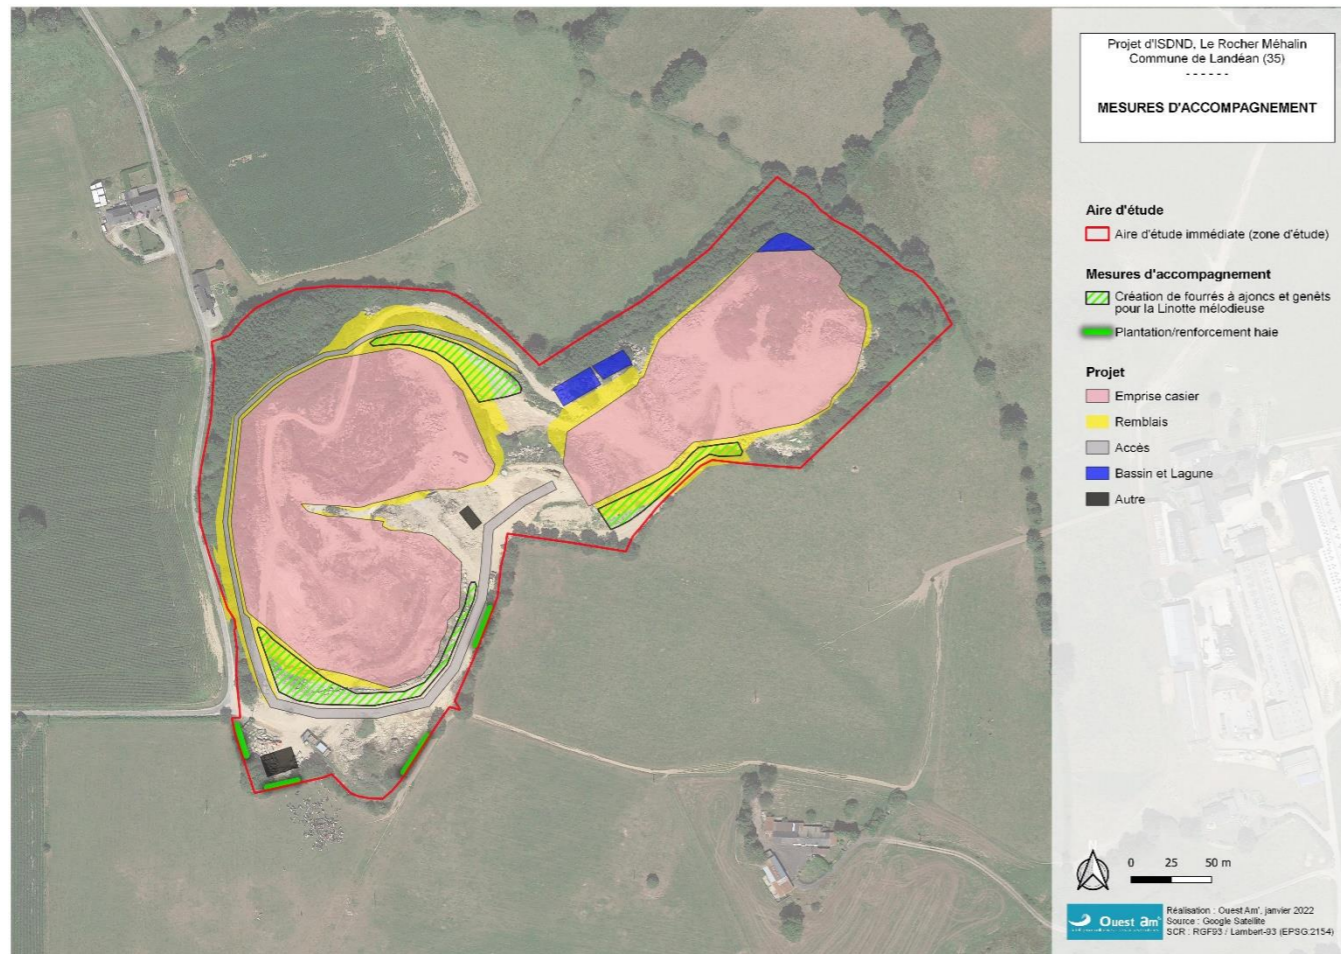 Projet d'ISDND, Le Rocher Méhalin
Commune de Landéan (35)
- - - - - -
MESURES D'ACCOMPAGNEMENT
Aire d'étude
Aire d'étude immédiate (zone d'étude)
Mesures d'accompagnement
Création de fourrés à ajoncs et genêts
pour la Linotte mélodieuse
Plantation/renforcement haie
Projet
Emprise casier
Remblais
Accès
Bassin et Lagune
Autre
0 25 50 m
Ouest am'
Réalisation : Ouest Am', janvier 2022
Source : Google Satellite
SCR : RGF93 / Lambert-93 (EPSG:2154)